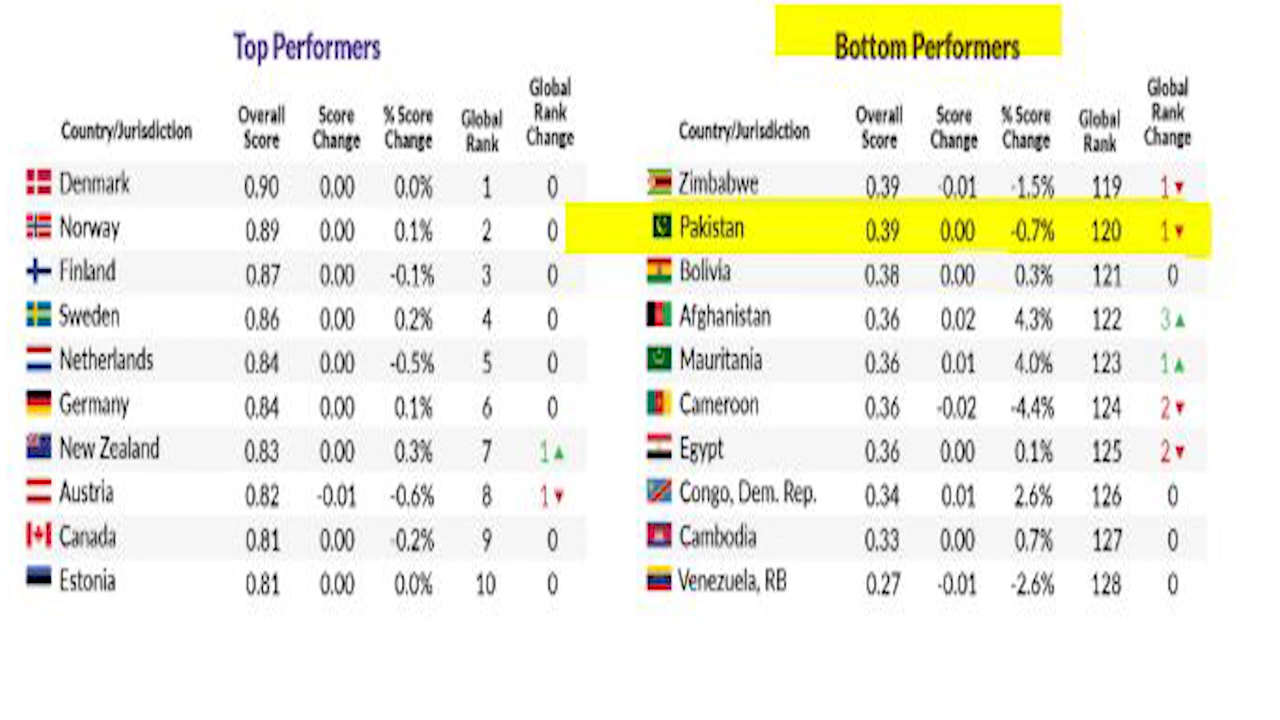 Top Performers
Country/Jurisdiction Overall Score Score Change % Score Change Global Rank Global Rank Change
Denmark 0.90 0.00 0.0% 1 0
Norway 0.89 0.00 0.1% 2 0
Finland 0.87 0.00 -0.1% 3 0
Sweden 0.86 0.00 0.2% 4 0
Netherlands 0.84 0.00 -0.5% 5 0
Germany 0.84 0.00 0.1% 6 0
New Zealand 0.83 0.00 0.3% 7 1▲
Austria 0.82 -0.01 -0.6% 8 1▼
Canada 0.81 0.00 -0.2% 9 0
Estonia 0.81 0.00 0.0% 10 0
Bottom Performers
Country/Jurisdiction Overall Score Score Change % Score Change Global Rank Global Rank Change
Zimbabwe 0.39 -0.01 -1.5% 119 1▼
Pakistan 0.39 0.00 -0.7% 120 1▼
Bolivia 0.38 0.00 0.3% 121 0
Afghanistan 0.36 0.02 4.3% 122 3▲
Mauritania 0.36 0.01 4.0% 123 1▲
Cameroon 0.36 -0.02 -4.4% 124 2▼
Egypt 0.36 0.00 0.1% 125 2▼
Congo, Dem. Rep. 0.34 0.01 2.6% 126 0
Cambodia 0.33 0.00 0.7% 127 0
Venezuela, RB 0.27 -0.01 -2.6% 128 0